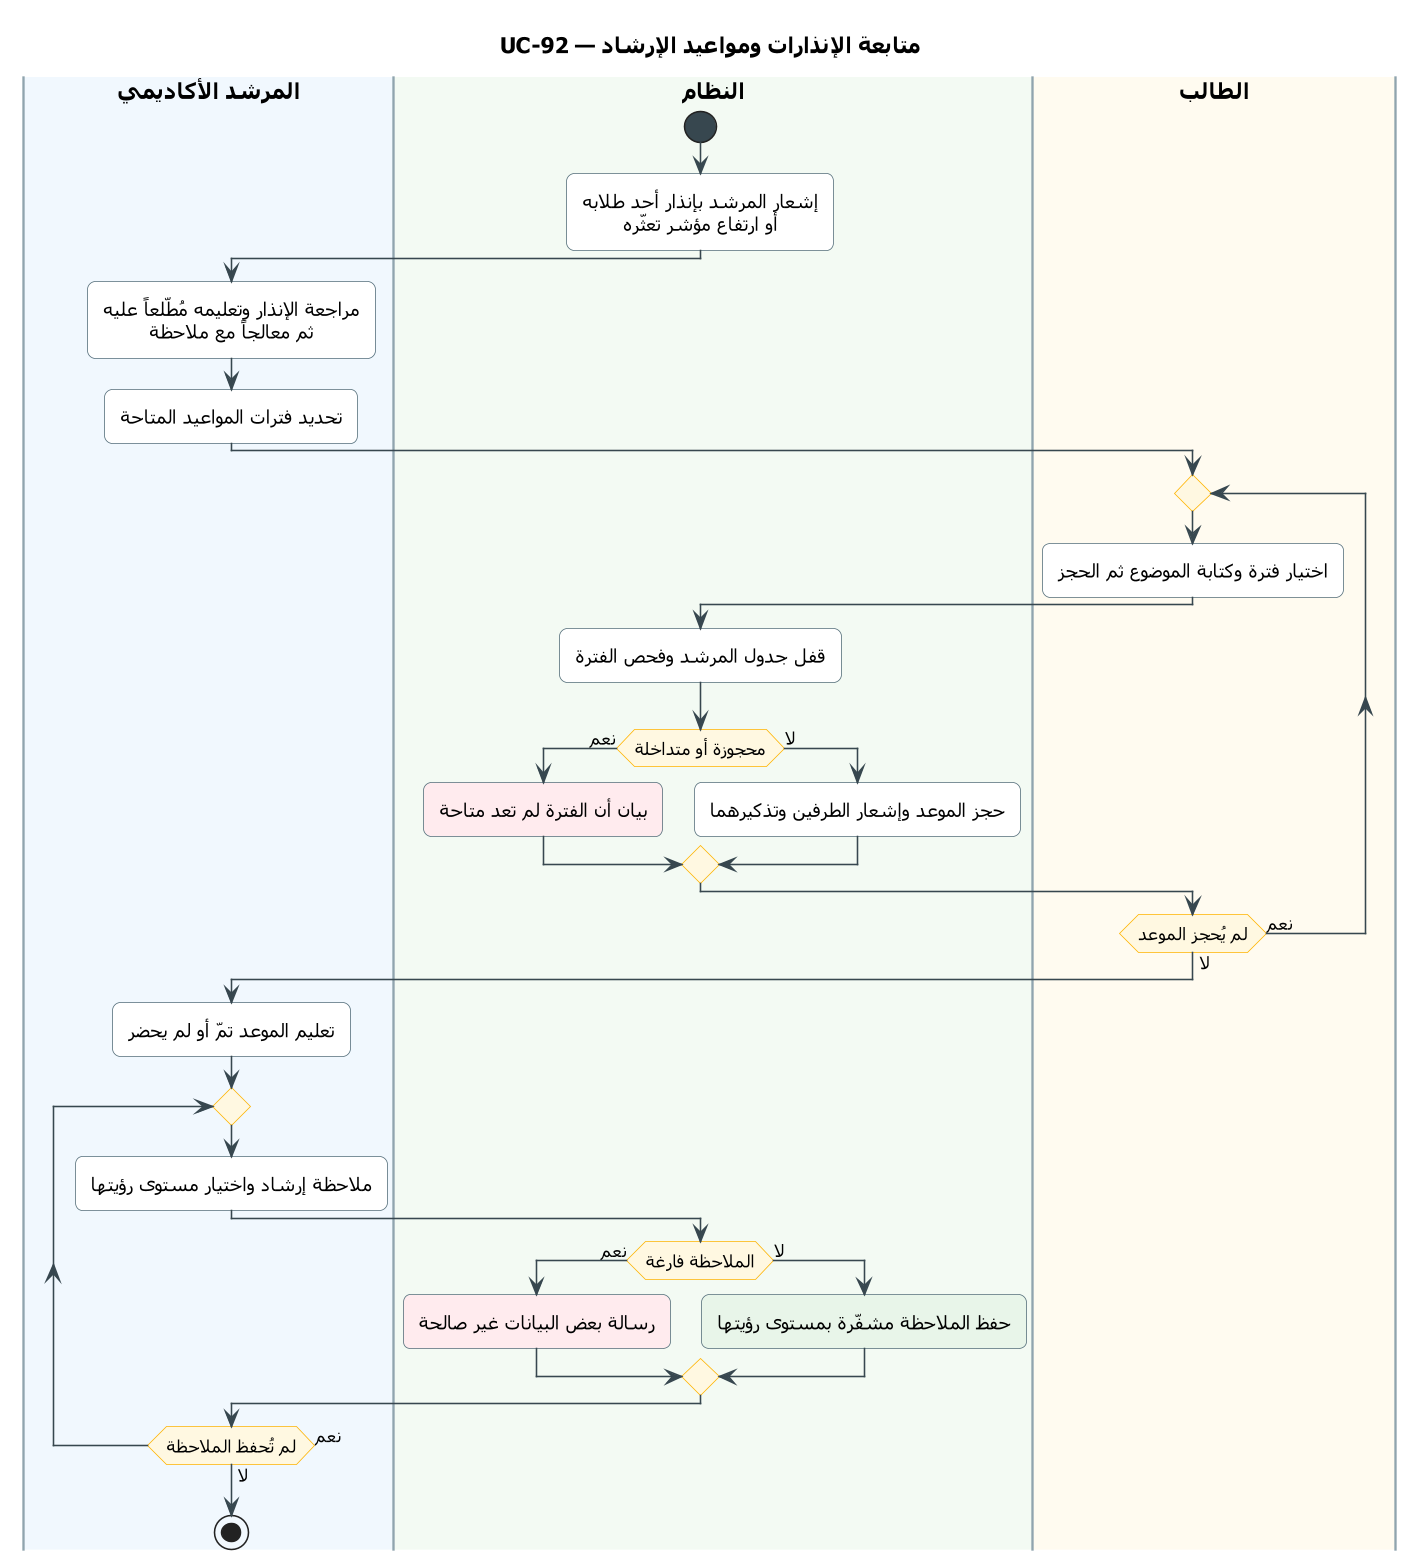 UC-92 — متابعة الإنذارات ومواعيد الإرشاد
المرشد الأكاديمي
النظام
الطالب
إشعار المرشد بإنذار أحد طلابه
أو ارتفاع مؤشر تعثّره
مراجعة الإنذار وتعليمه مُطّلعاً عليه
ثم معالجاً مع ملاحظة
تحديد فترات المواعيد المتاحة
اختيار فترة وكتابة الموضوع ثم الحجز
قفل جدول المرشد وفحص الفترة
نعم
محجوزة أو متداخلة
لا
بيان أن الفترة لم تعد متاحة
حجز الموعد وإشعار الطرفين وتذكيرهما
لم يُحجز الموعد
نعم
لا
تعليم الموعد تمّ أو لم يحضر
ملاحظة إرشاد واختيار مستوى رؤيتها
نعم
الملاحظة فارغة
لا
رسالة بعض البيانات غير صالحة
حفظ الملاحظة مشفّرة بمستوى رؤيتها
لم تُحفظ الملاحظة
نعم
لا